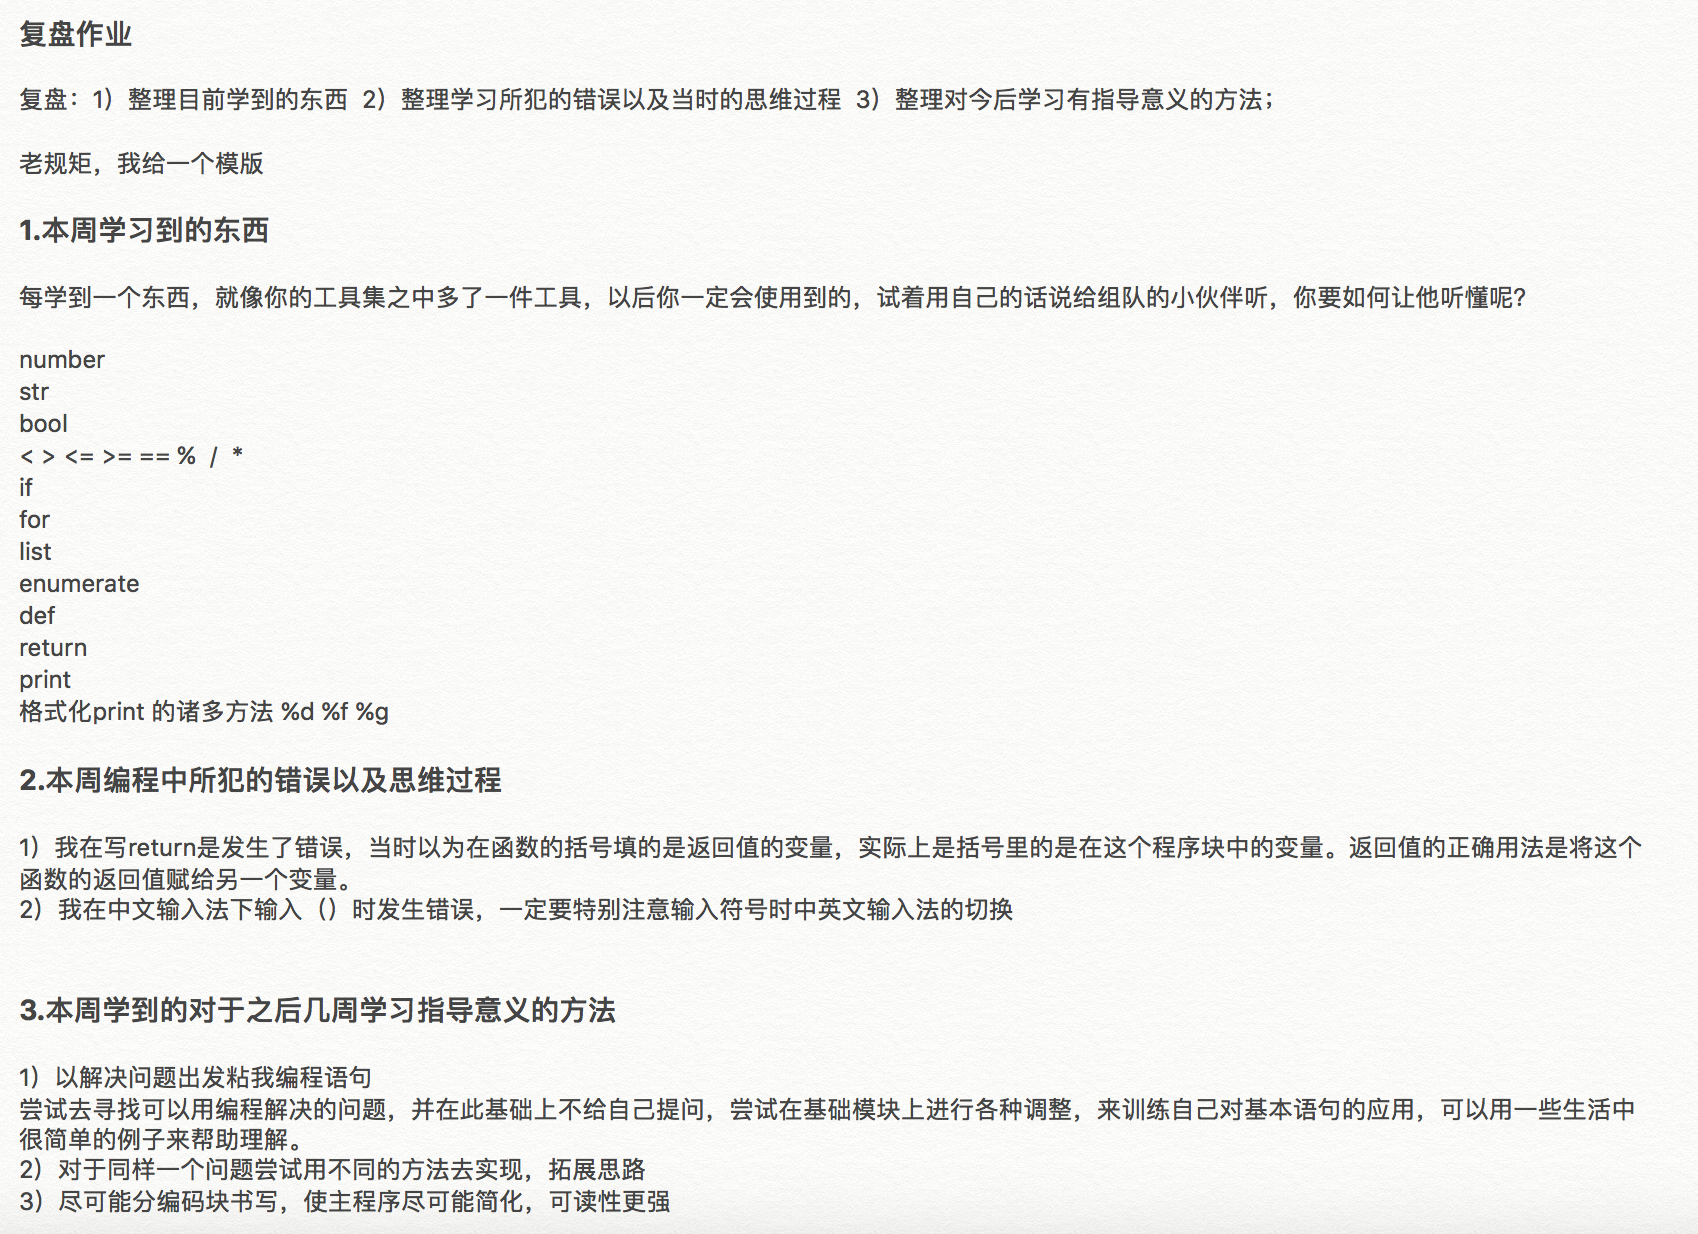 复盘作业
复盘：1）整理目前学到的东西 2）整理学习所犯的错误以及当时的思维过程 3）整理对今后学习有指导意义的方法；
老规矩，我给一个模版
1.本周学习到的东西
每学到一个东西，就像你的工具集之中多了一件工具，以后你一定会使用到的，试着用自己的话说给组队的小伙伴听，你要如何让他听懂呢？
number
str
bool
< > <= >= == % / *
if
for
list
enumerate
def
return
print
格式化print 的诸多方法 %d %f %g
2.本周编程中所犯的错误以及思维过程
1）我在写return是发生了错误，当时以为在函数的括号填的是返回值的变量，实际上是括号里的是在这个程序块中的变量。返回值的正确用法是将这个
函数的返回值赋给另一个变量。
2）我在中文输入法下输入（）时发生错误，一定要特别注意输入符号时中英文输入法的切换
3.本周学到的对于之后几周学习指导意义的方法
1）以解决问题出发粘我编程语句
尝试去寻找可以用编程解决的问题，并在此基础上不给自己提问，尝试在基础模块上进行各种调整，来训练自己对基本语句的应用，可以用一些生活中
很简单的例子来帮助理解。
2）对于同样一个问题尝试用不同的方法去实现，拓展思路
3）尽可能分编码块书写，使主程序尽可能简化，可读性更强